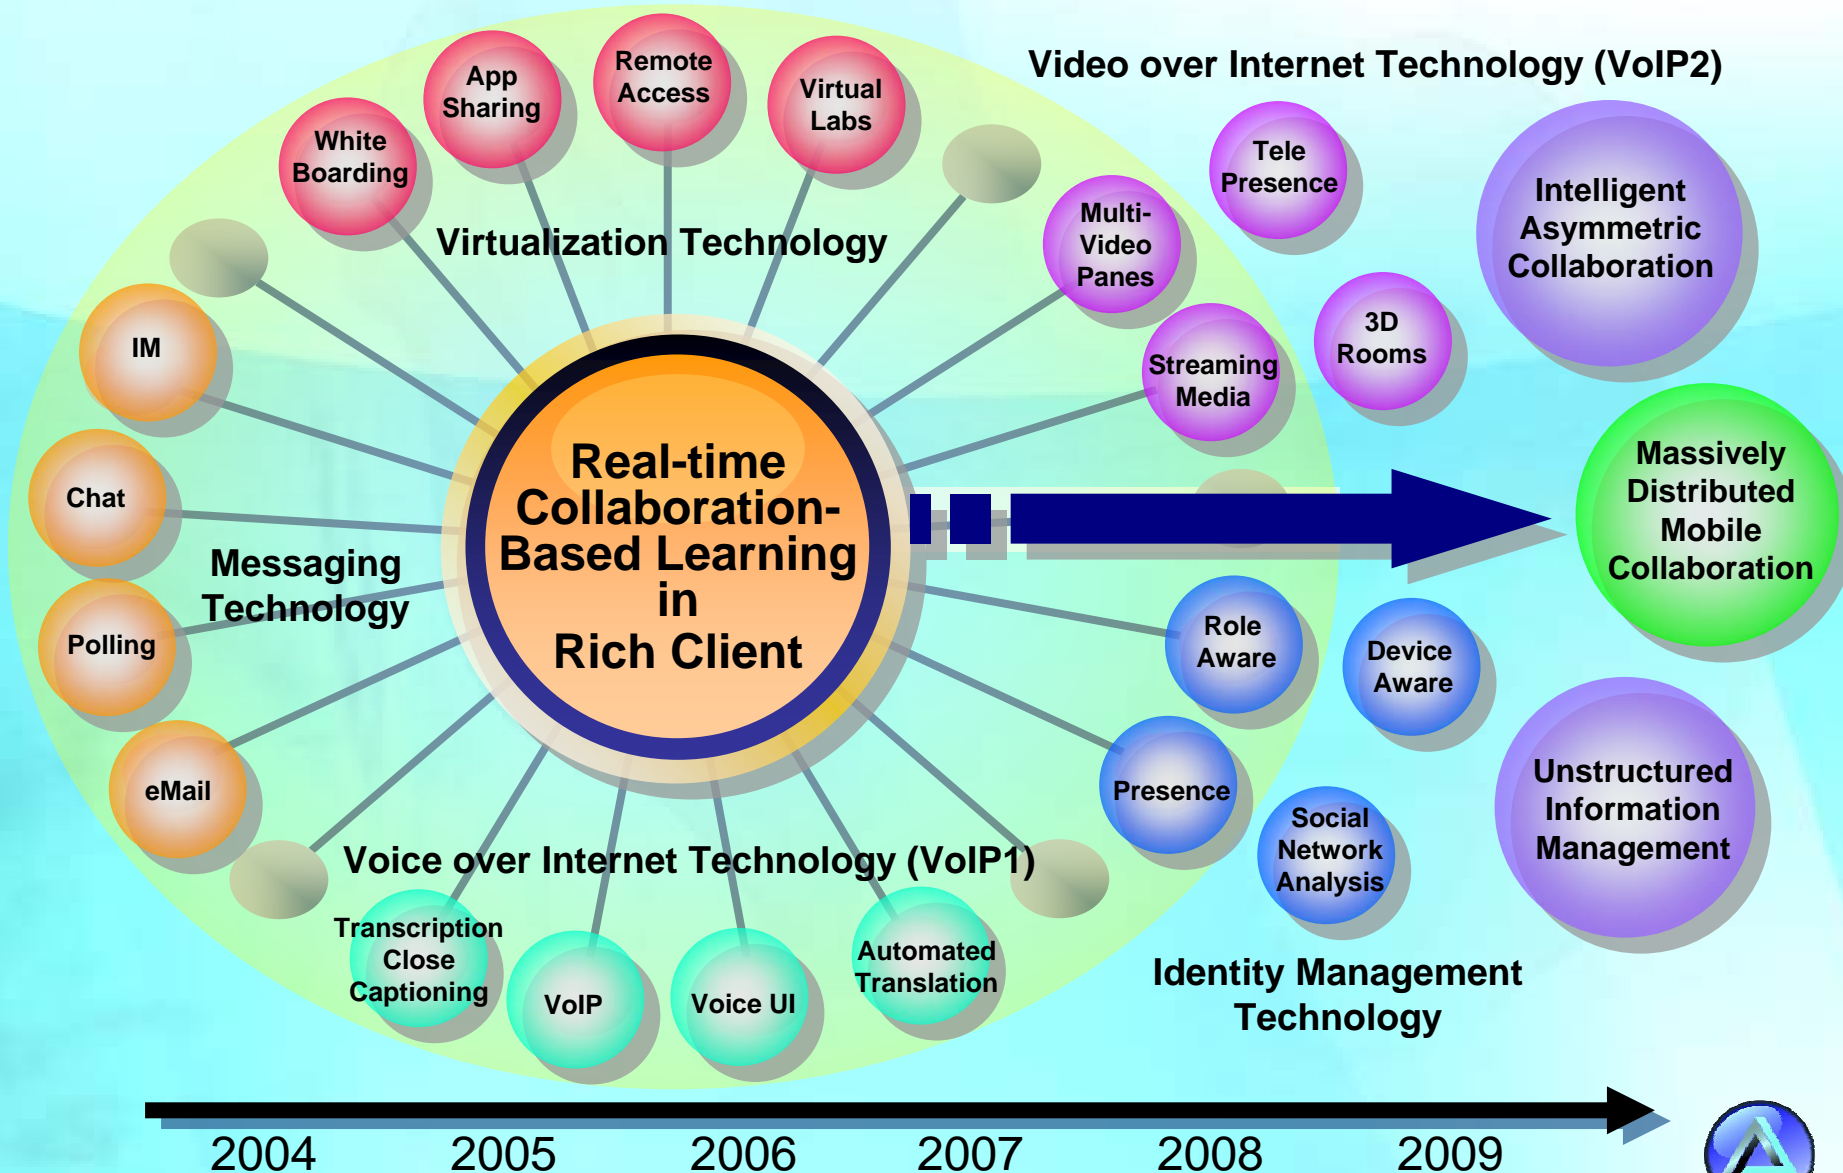 Video over Internet Technology (VoIP2)
App
Sharing
Remote
Access
Virtual
Labs
White
Boarding
Virtualization Technology
Tele
Presence
Multi-
Video
Panes
3D
Rooms
Streaming
Media
Intelligent
Asymmetric
Collaboration
IM
Chat
Polling
eMail
Messaging
Technology
Real-time
Collaboration-
Based Learning
in
Rich Client
Massively
Distributed
Mobile
Collaboration
Role
Aware
Device
Aware
Presence
Social
Network
Analysis
Unstructured
Information
Management
Voice over Internet Technology (VoIP1)
Transcription
Close
Captioning
VoIP
Voice UI
Automated
Translation
Identity Management
Technology
2004
2005
2006
2007
2008
2009